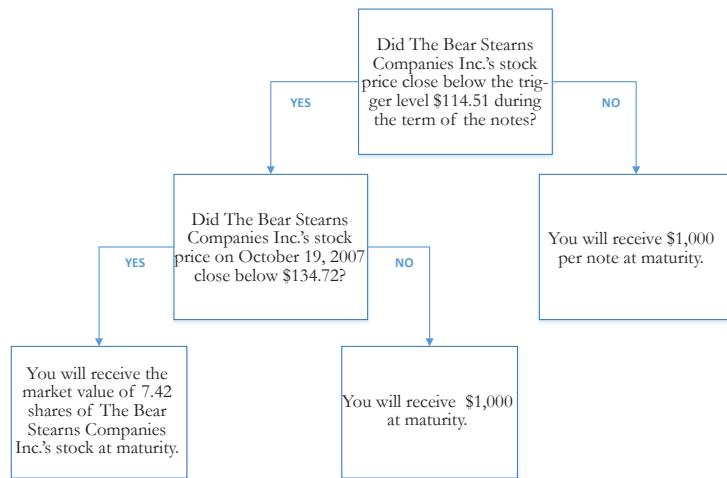 Did The Bear Stearns
Companies Inc.'s stock
price close below the trig-
ger level $114.51 during
the term of the notes?
YES
NO
Did The Bear Stearns
Companies Inc.'s stock
price on October 19, 2007
close below $134.72?
You will receive $1,000
per note at maturity.
YES
NO
You will receive the
market value of 7.42
shares of The Bear
Stearns Companies
Inc.'s stock at maturity.
You will receive $1,000
at maturity.